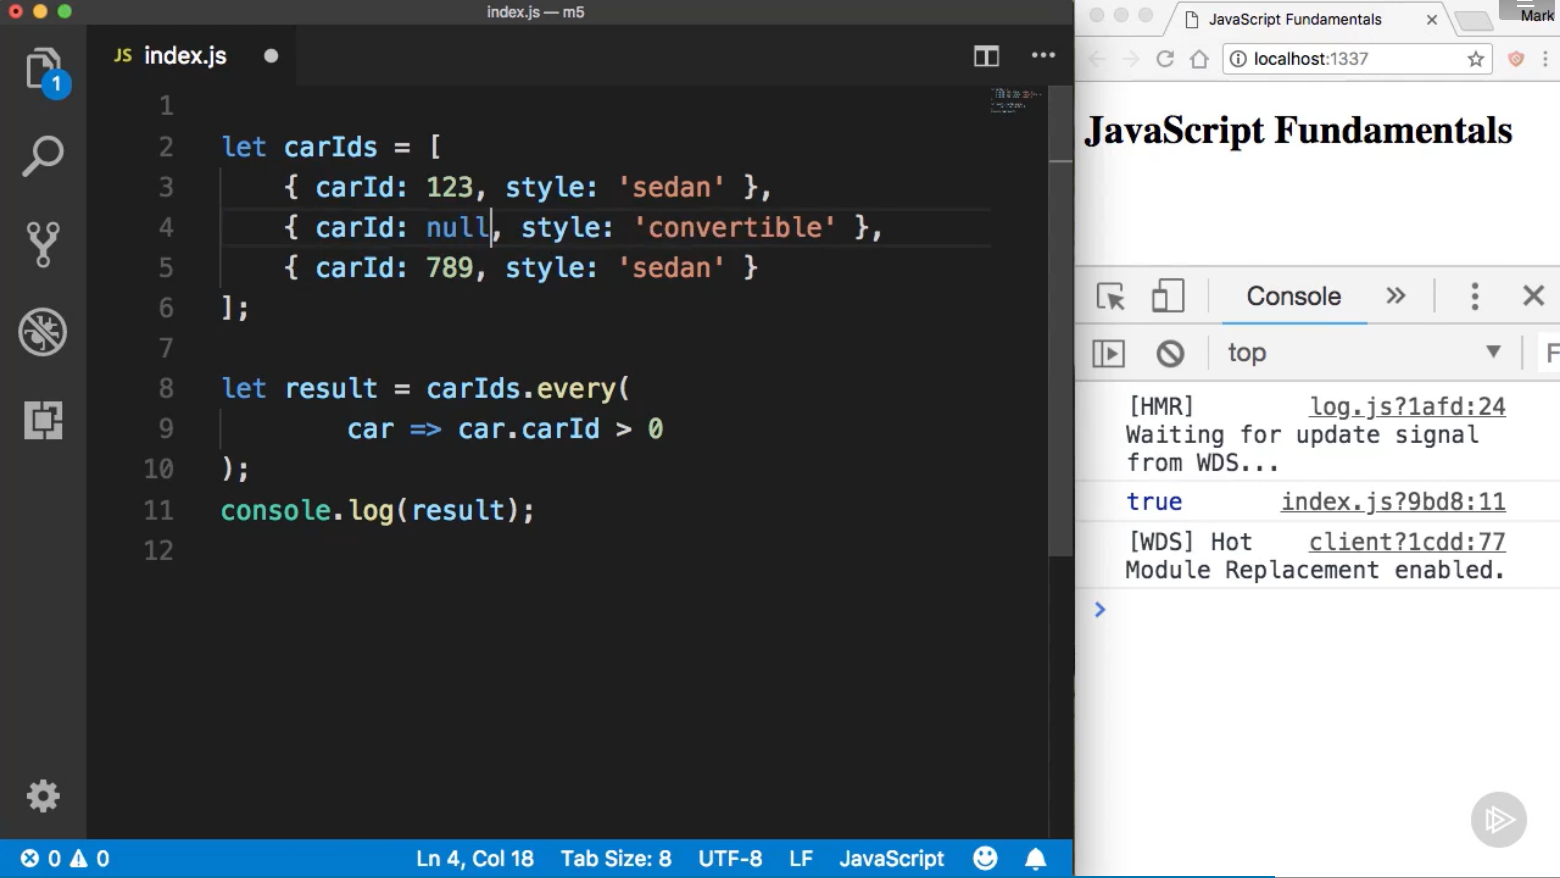 index.js — m5
JS index.js
1
1
2 let carIds = [
3 { carId: 123, style: 'sedan' },
4 { carId: null, style: 'convertible' },
5 { carId: 789, style: 'sedan' }
6 ];
7
8 let result = carIds.every(
9 car => car.carId > 0
10 );
11 console.log(result);
12
0 0
Ln 4, Col 18 Tab Size: 8 UTF-8 LF JavaScript
JavaScript Fundamentals
Mark
localhost:1337
JavaScript Fundamentals
Console
top
F
[HMR] log.js?1afd:24
Waiting for update signal
from WDS...
true index.js?9bd8:11
[WDS] Hot client?1cdd:77
Module Replacement enabled.